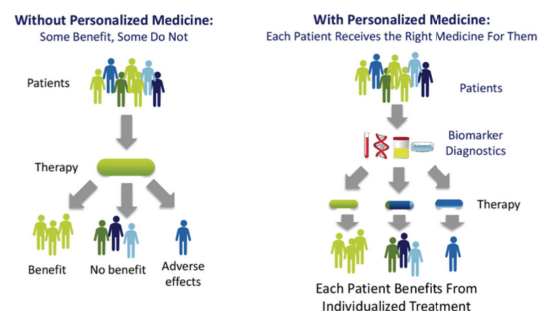 Without Personalized Medicine:
Some Benefit, Some Do Not
Patients
Therapy
Benefit
No benefit
Adverse
effects
With Personalized Medicine:
Each Patient Receives the Right Medicine For Them
Patients
Biomarker
Diagnostics
Therapy
Each Patient Benefits From
Individualized Treatment